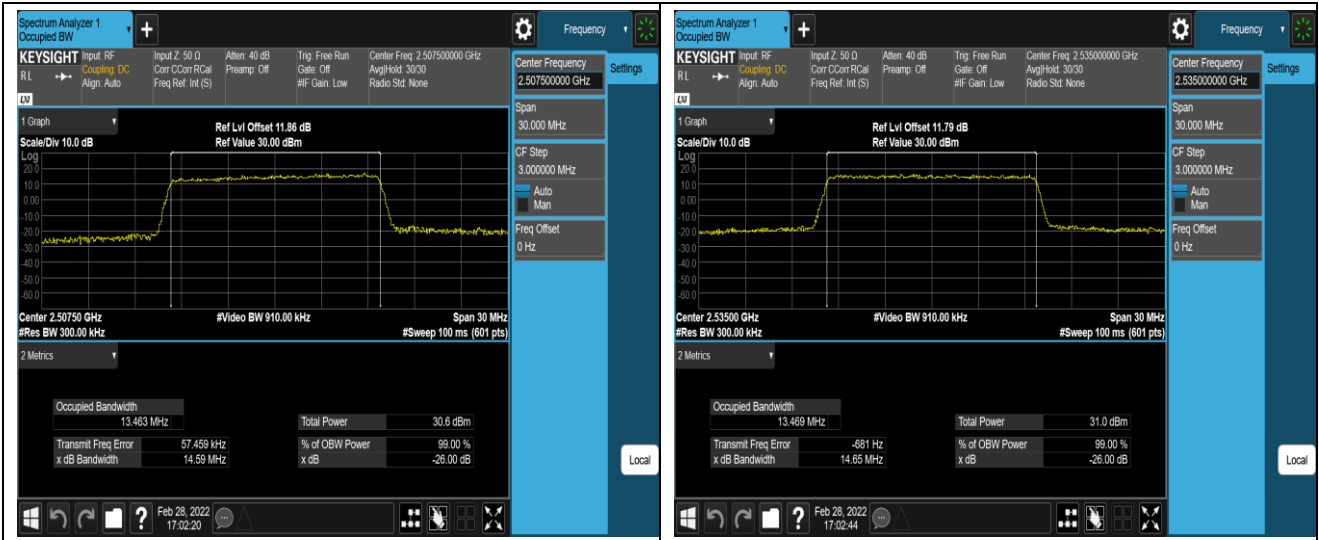 Spectrum Analyzer 1
Occupied BW
+
Frequency
KEYSIGHT
RL
Input: RF
Coupling: DC
Align: Auto
Input Z: 50 Ω
Corr CCorr RCal
Freq Ref: Int (S)
Atten: 40 dB
Preamp: Off
Trig: Free Run
Gate: Off
#IF Gain: Low
Center Freq: 2.507500000 GHz
Avg|Hold: 30/30
Radio Std: None
Center Frequency
2.507500000 GHz
Settings
Span
30.000 MHz
CF Step
3.000000 MHz
Auto
Man
Freq Offset
0 Hz
1 Graph
Scale/Div 10.0 dB
Ref Lvl Offset 11.86 dB
Ref Value 30.00 dBm
Log
20.0
10.0
0.00
-10.0
-20.0
-30.0
-40.0
-50.0
-60.0
Center 2.50750 GHz
#Video BW 910.00 kHz
Span 30 MHz
#Res BW 300.00 kHz
#Sweep 100 ms (601 pts)
2 Metrics
Occupied Bandwidth
13.463 MHz
Total Power 30.6 dBm
Transmit Freq Error 57.459 kHz
% of OBW Power 99.00 %
x dB Bandwidth 14.59 MHz
x dB -26.00 dB
Local
?
Feb 28, 2022
17:02:20
Spectrum Analyzer 1
Occupied BW
+
Frequency
KEYSIGHT
RL
Input: RF
Coupling: DC
Align: Auto
Input Z: 50 Ω
Corr CCorr RCal
Freq Ref: Int (S)
Atten: 40 dB
Preamp: Off
Trig: Free Run
Gate: Off
#IF Gain: Low
Center Freq: 2.535000000 GHz
Avg|Hold: 30/30
Radio Std: None
Center Frequency
2.535000000 GHz
Settings
Span
30.000 MHz
CF Step
3.000000 MHz
Auto
Man
Freq Offset
0 Hz
1 Graph
Scale/Div 10.0 dB
Ref Lvl Offset 11.79 dB
Ref Value 30.00 dBm
Log
20.0
10.0
0.00
-10.0
-20.0
-30.0
-40.0
-50.0
-60.0
Center 2.53500 GHz
#Video BW 910.00 kHz
Span 30 MHz
#Res BW 300.00 kHz
#Sweep 100 ms (601 pts)
2 Metrics
Occupied Bandwidth
13.469 MHz
Total Power 31.0 dBm
Transmit Freq Error -681 Hz
% of OBW Power 99.00 %
x dB Bandwidth 14.65 MHz
x dB -26.00 dB
Local
?
Feb 28, 2022
17:02:44